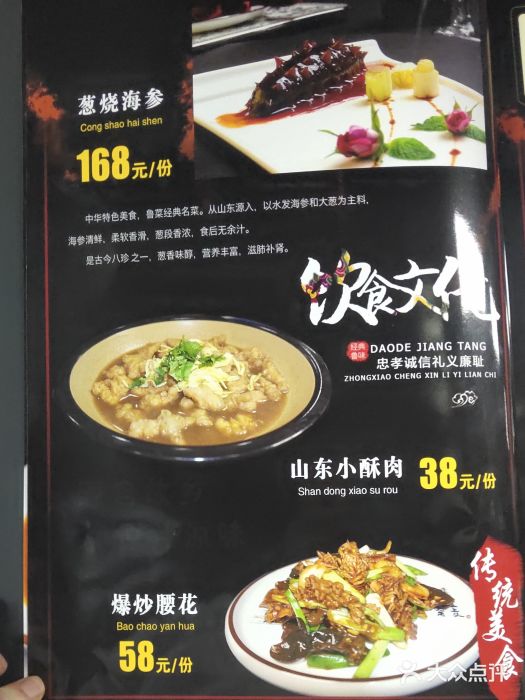 葱烧海参
Cong shao hai shen
168元/份
中华特色美食，鲁菜经典名菜。从山东源入，以水发海参和大葱为主料，
海参清鲜，柔软香滑，葱段香浓，食后无余汁。
是古今八珍之一，葱香味醇，营养丰富，滋肺补肾。
饮食文化
经典
鲁味
DAODE JIANG TANG
忠孝诚信礼义廉耻
ZHONGXIAO CHENG XIN LI YI LIAN CHI
山东小酥肉
Shan dong xiao su rou
38元/份
爆炒腰花
Bao chao yan hua
58元/份
传统美食
大众点评